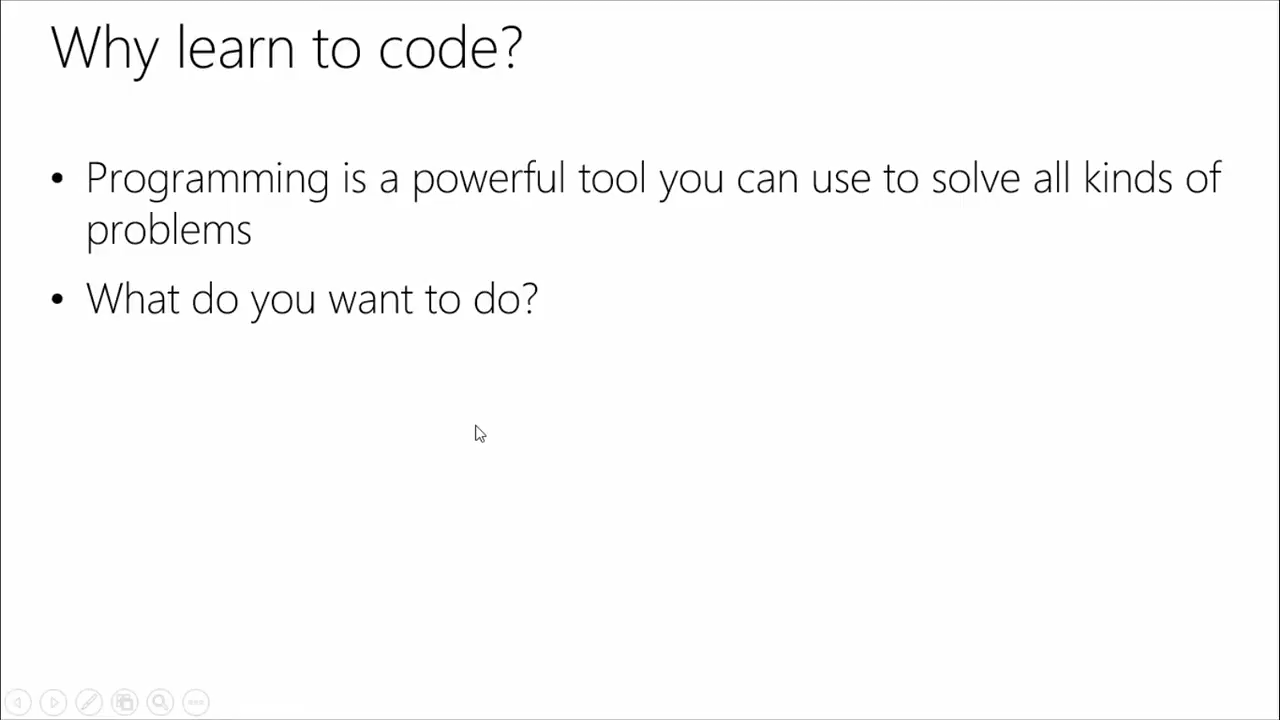 Why learn to code?
• Programming is a powerful tool you can use to solve all kinds of
problems
• What do you want to do?